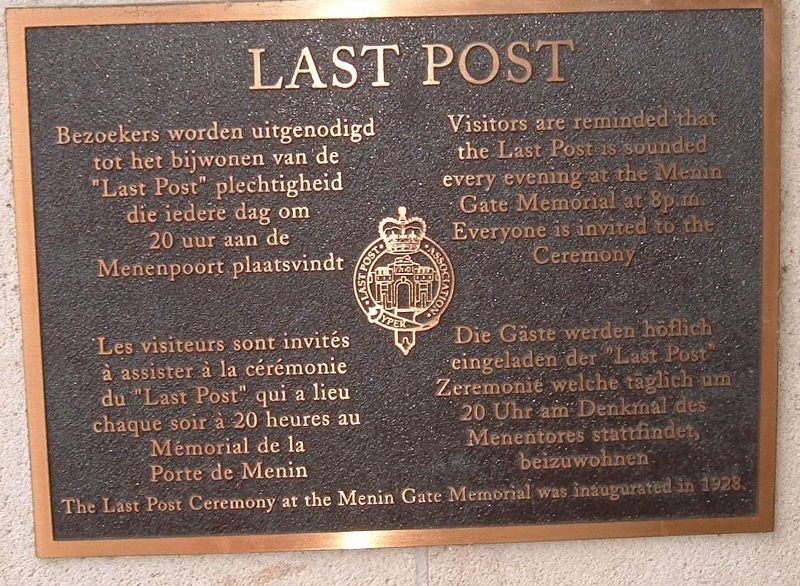 LAST POST
Bezoekers worden uitgenodigd
tot het bijwonen van de
"Last Post" plechtigheid
die iedere dag om
20 uur aan de
Menenpoort plaatsvindt
Visitors are reminded that
the Last Post is sounded
every evening at the Menin
Gate Memorial at 8p.m.
Everyone is invited to the
Ceremony
LAST POST ASSOCIATION
YPER
Les visiteurs sont invités
à assister à la cérémonie
du "Last Post" qui a lieu
chaque soir à 20 heures au
Mémorial de la
Porte de Menin
Die Gäste werden höflich
eingeladen der "Last Post"
Zeremonie welche täglich um
20 Uhr am Denkmal des
Menentores stattfindet,
beizuwohnen
The Last Post Ceremony at the Menin Gate Memorial was inaugurated in 1928.